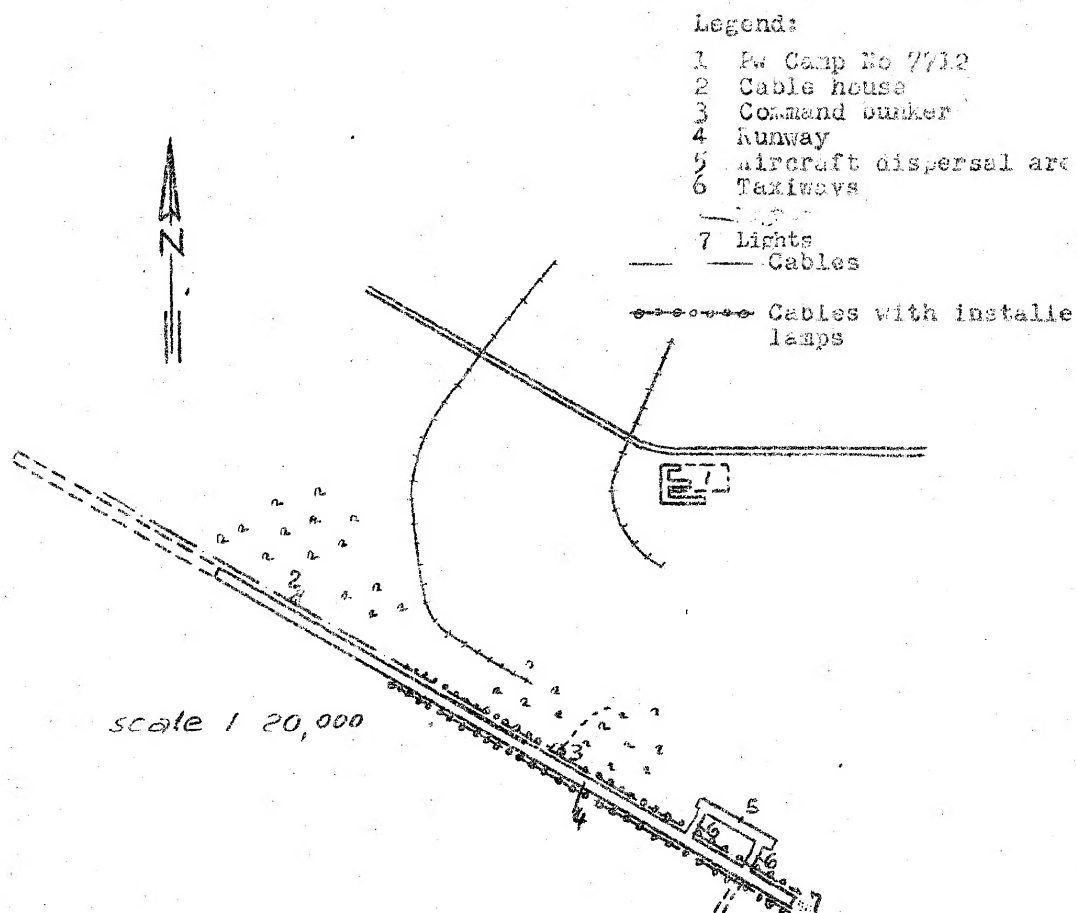 Legend:
1 Pw Camp No 7712
2 Cable house
3 Command bunker
4 Runway
5 Aircraft dispersal are
6 Taxiways
7 Lights
Cables
Cables with installe
lamps
N
1
2
scale 1 20,000
3
4
5
6
6
7